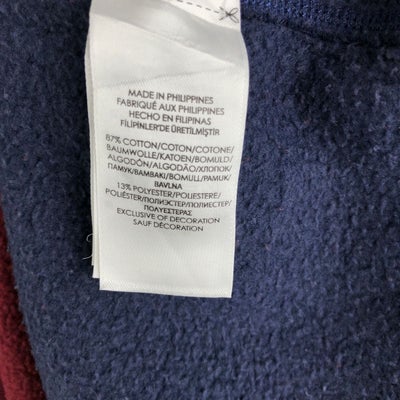 MADE IN PHILIPPINES
FABRIQUÉ AUX PHILIPPINES
HECHO EN FILIPINAS
FİLİPİNLER'DE ÜRETİLMİŞTİR
87% COTTON/COTON/COTONE/
BAUMWOLLE/KATOEN/BOMULD/
ALGODÓN/ALGODÃO/ХЛОПОК/
ПАМУК/ΒΑΜΒΑΚΙ/BOMULL/PAMUK/
BAVLNA
13% POLYESTER/POLIESTERE/
POLIÉSTER/ПОЛИЭСТЕР/ПОЛИЕСТЕР/
ΠΟΛΥΕΣΤΕΡΑΣ
EXCLUSIVE OF DECORATION
SAUF DÉCORATION